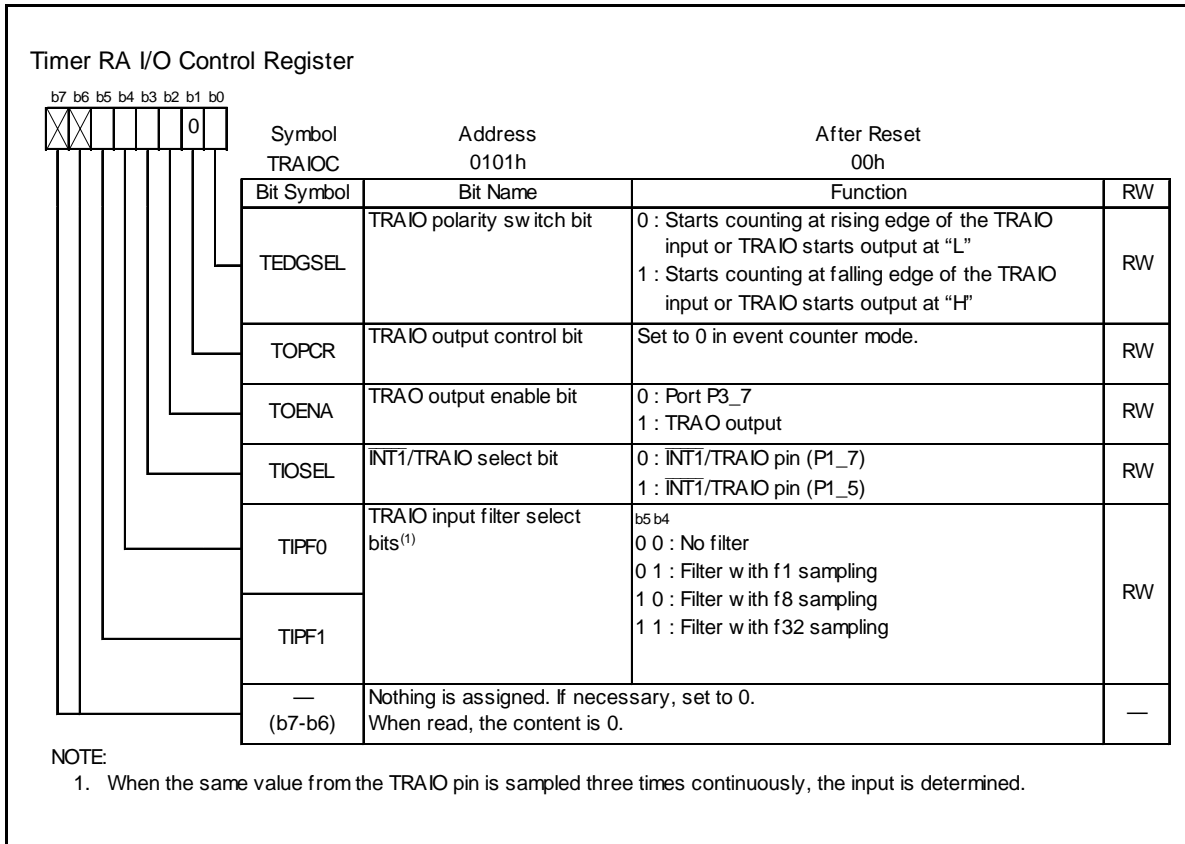 Timer RA I/O Control Register
b7 b6 b5 b4 b3 b2 b1 b0
0
Symbol Address After Reset
TRAIOC 0101h 00h
Bit Symbol Bit Name Function RW
TEDGSEL TRAIO polarity switch bit 0 : Starts counting at rising edge of the TRAIO
input or TRAIO starts output at “L”
1 : Starts counting at falling edge of the TRAIO
input or TRAIO starts output at “H”
RW
TOPCR TRAIO output control bit Set to 0 in event counter mode. RW
TOENA TRAO output enable bit 0 : Port P3_7
1 : TRAO output
RW
TIOSEL INT1/TRAIO select bit 0 : INT1/TRAIO pin (P1_7)
1 : INT1/TRAIO pin (P1_5)
RW
TIPF0 TRAIO input filter select
bits(1)
b5 b4
0 0 : No filter
0 1 : Filter with f1 sampling
1 0 : Filter with f8 sampling
1 1 : Filter with f32 sampling
RW
TIPF1
— Nothing is assigned. If necessary, set to 0.
(b7-b6) When read, the content is 0.
—
NOTE:
1. When the same value from the TRAIO pin is sampled three times continuously, the input is determined.